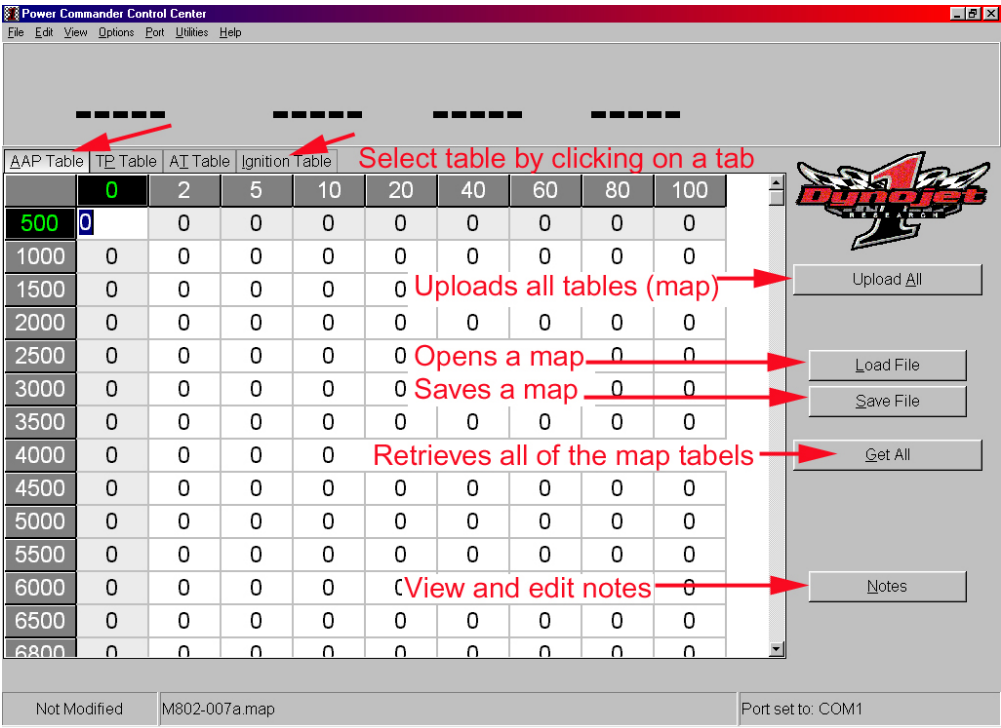 Power Commander Control Center
File Edit View Options Port Utilities Help
----- ----- ----- -----
AAP Table TP Table AT Table Ignition Table Select table by clicking on a tab
Dynojet
RESEARCH
1
0 2 5 10 20 40 60 80 100
500 0 0 0 0 0 0 0 0 0
1000 0 0 0 0 0 0 0 0 0
1500 0 0 0 0 0 Uploads all tables (map) Upload All
2000 0 0 0 0 0 0 0 0 0
2500 0 0 0 0 0 Opens a map 0 0 Load File
3000 0 0 0 0 0 Saves a map 0 0 Save File
3500 0 0 0 0 0 0 0 0 0
4000 0 0 0 0 Retrieves all of the map tabels Get All
4500 0 0 0 0 0 0 0 0 0
5000 0 0 0 0 0 0 0 0 0
5500 0 0 0 0 0 0 0 0 0
6000 0 0 0 0 0 View and edit notes 0 Notes
6500 0 0 0 0 0 0 0 0 0
6800 0 0 0 0 0 0 0 0 0
Not Modified M802-007a.map Port set to: COM1